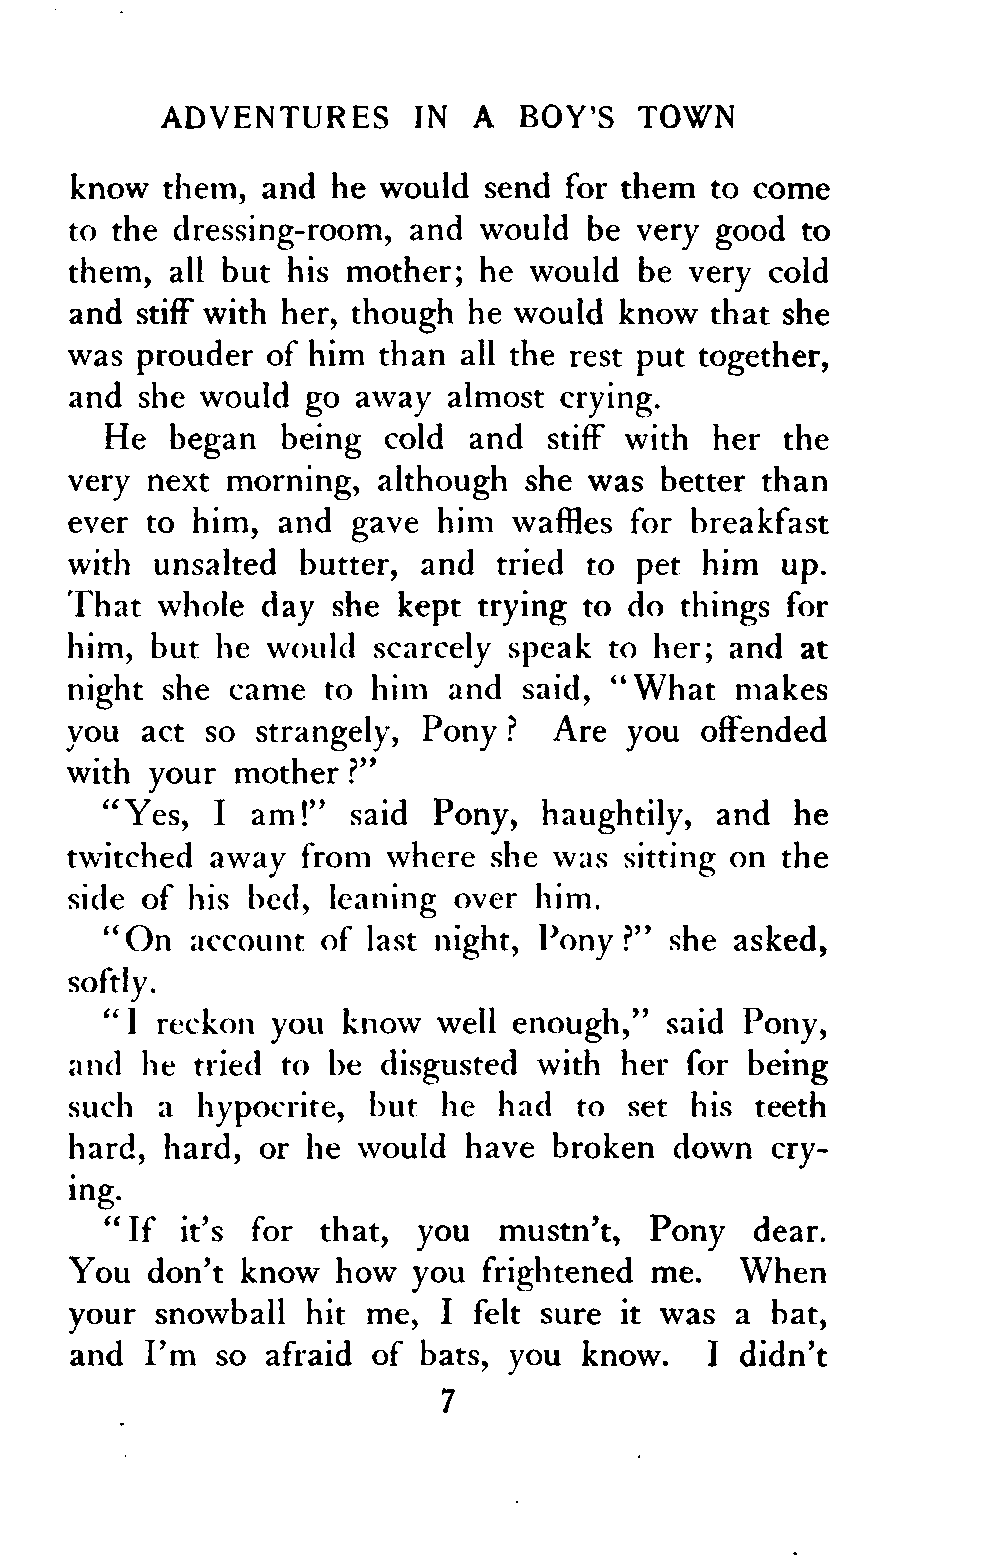 ADVENTURES IN A BOY'S TOWN
know them, and he would send for them to come
to the dressing-room, and would be very good to
them, all but his mother; he would be very cold
and stiff with her, though he would know that she
was prouder of him than all the rest put together,
and she would go away almost crying.
He began being cold and stiff with her the
very next morning, although she was better than
ever to him, and gave him waffles for breakfast
with unsalted butter, and tried to pet him up.
That whole day she kept trying to do things for
him, but he would scarcely speak to her; and at
night she came to him and said, "What makes
you act so strangely, Pony? Are you offended
with your mother?"
"Yes, I am!" said Pony, haughtily, and he
twitched away from where she was sitting on the
side of his bed, leaning over him.
"On account of last night, Pony?" she asked,
softly.
"I reckon you know well enough," said Pony,
and he tried to be disgusted with her for being
such a hypocrite, but he had to set his teeth
hard, hard, or he would have broken down cry-
ing.
"If it's for that, you mustn't, Pony dear.
You don't know how you frightened me. When
your snowball hit me, I felt sure it was a bat,
and I'm so afraid of bats, you know. I didn't
7